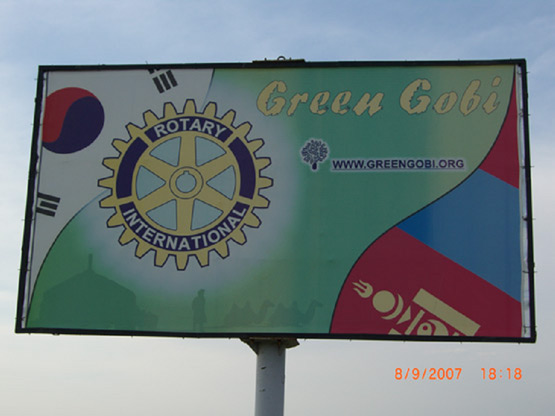 Green Gobi
ROTARY
INTERNATIONAL
WWW.GREENGOBI.ORG
8/9/2007 18:18